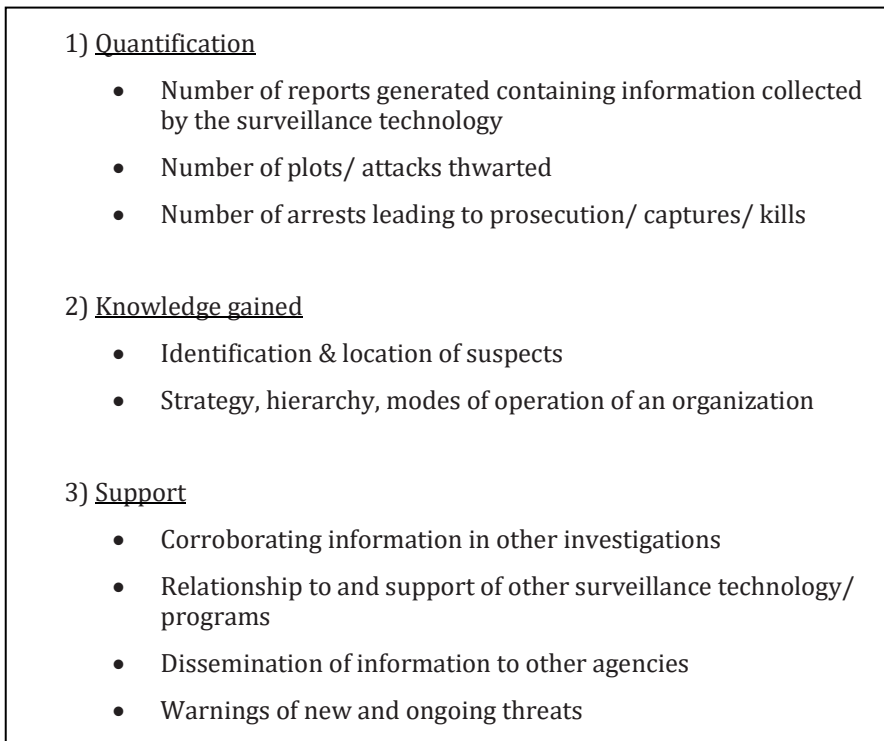 1) Quantification
• Number of reports generated containing information collected
by the surveillance technology
• Number of plots/ attacks thwarted
• Number of arrests leading to prosecution/ captures/ kills
2) Knowledge gained
• Identification & location of suspects
• Strategy, hierarchy, modes of operation of an organization
3) Support
• Corroborating information in other investigations
• Relationship to and support of other surveillance technology/
programs
• Dissemination of information to other agencies
• Warnings of new and ongoing threats